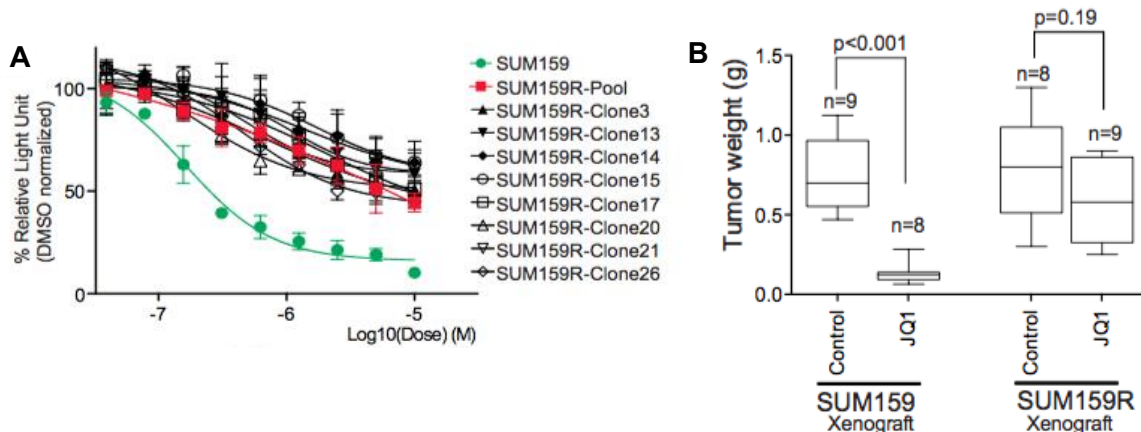 A
% Relative Light Unit
(DMSO normalized)
100
50
0
-7
-6
-5
Log10(Dose) (M)
SUM159
SUM159R-Pool
SUM159R-Clone3
SUM159R-Clone13
SUM159R-Clone14
SUM159R-Clone15
SUM159R-Clone17
SUM159R-Clone20
SUM159R-Clone21
SUM159R-Clone26
B
Tumor weight (g)
1.5
1.0
0.5
0.0
p<0.001
p=0.19
n=9
n=8
n=8
n=9
Control
JQ1
Control
JQ1
SUM159
Xenograft
SUM159R
Xenograft